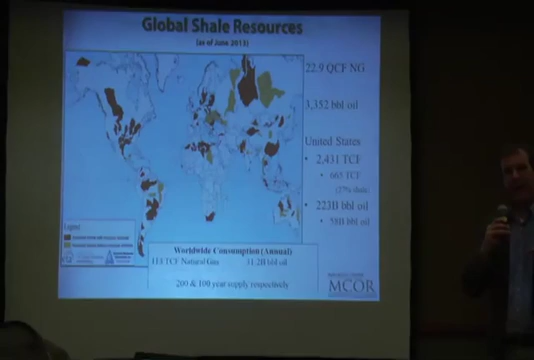 Global Shale Resources
(as of June 2013)
22.9 QCF NG
3,352 bbl oil
United States
• 2,431 TCF
• 665 TCF
(27% shale)
• 223B bbl oil
• 58B bbl oil
Legend
Worldwide Consumption (Annual)
113 TCF Natural Gas 31.2B bbl oil
200 & 100 year supply respectively
MCOR